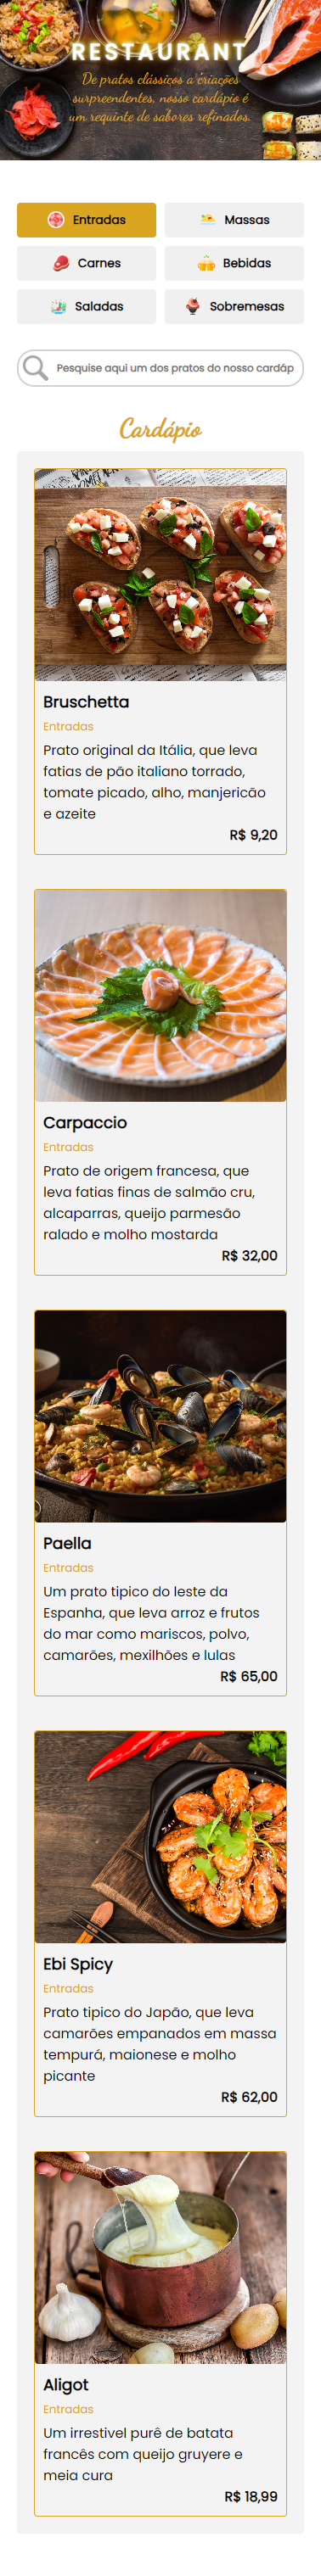 RESTAURANT
De pratos clássicos a criações
surpreendentes, nosso cardápio é
um requinte de sabores refinados.
Entradas
Massas
Carnes
Bebidas
Saladas
Sobremesas
Pesquise aqui um dos pratos do nosso cardáp
Cardápio
Bruschetta
Entradas
Prato original da Itália, que leva
fatias de pão italiano torrado,
tomate picado, alho, manjericão
e azeite
R$ 9,20
Carpaccio
Entradas
Prato de origem francesa, que
leva fatias finas de salmão cru,
alcaparras, queijo parmesão
ralado e molho mostarda
R$ 32,00
Paella
Entradas
Um prato tipico do leste da
Espanha, que leva arroz e frutos
do mar como mariscos, polvo,
camarões, mexilhões e lulas
R$ 65,00
Ebi Spicy
Entradas
Prato tipico do Japão, que leva
camarões empanados em massa
tempurá, maionese e molho
picante
R$ 62,00
Aligot
Entradas
Um irrestivel purê de batata
francês com queijo gruyere e
meia cura
R$ 18,99